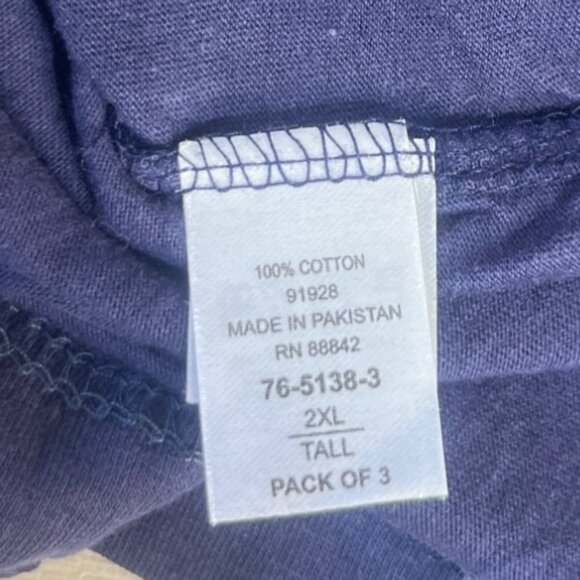 100% COTTON
91928
MADE IN PAKISTAN
RN 88842
76-5138-3
2XL
TALL
PACK OF 3